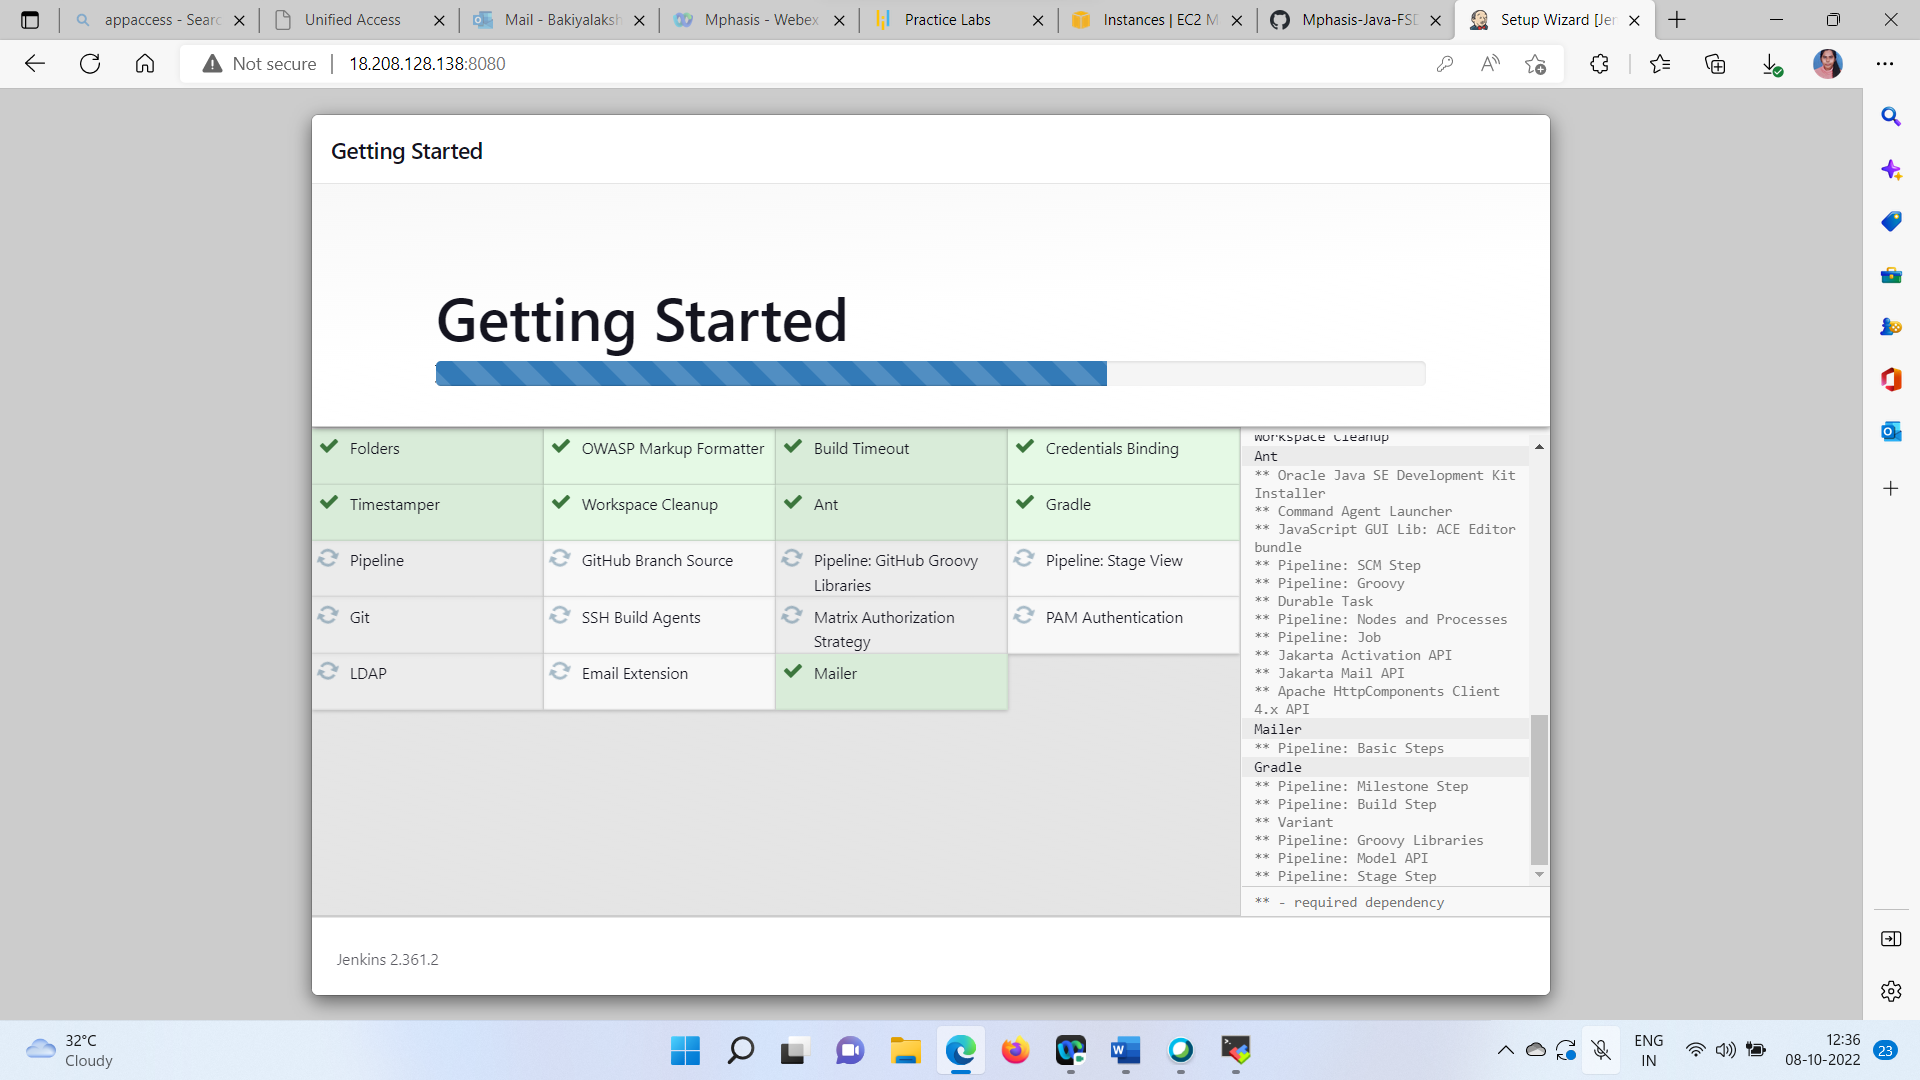 appaccess - Searc
Unified Access
Mail - Bakiyalaksh
Mphasis - Webex
Practice Labs
Instances | EC2 M
Mphasis-Java-FSD
Setup Wizard [Jen
Not secure
18.208.128.138:8080
Getting Started
Getting Started
Folders
OWASP Markup Formatter
Build Timeout
Credentials Binding
Timestamper
Workspace Cleanup
Ant
Gradle
Pipeline
GitHub Branch Source
Pipeline: GitHub Groovy
Libraries
Pipeline: Stage View
Git
SSH Build Agents
Matrix Authorization
Strategy
PAM Authentication
LDAP
Email Extension
Mailer
Workspace Cleanup
Ant
** Oracle Java SE Development Kit
Installer
** Command Agent Launcher
** JavaScript GUI Lib: ACE Editor
bundle
** Pipeline: SCM Step
** Pipeline: Groovy
** Durable Task
** Pipeline: Nodes and Processes
** Pipeline: Job
** Jakarta Activation API
** Jakarta Mail API
** Apache HttpComponents Client
4.x API
Mailer
** Pipeline: Basic Steps
Gradle
** Pipeline: Milestone Step
** Pipeline: Build Step
** Variant
** Pipeline: Groovy Libraries
** Pipeline: Model API
** Pipeline: Stage Step
** - required dependency
Jenkins 2.361.2
32°C
Cloudy
ENG
IN
12:36
08-10-2022
23